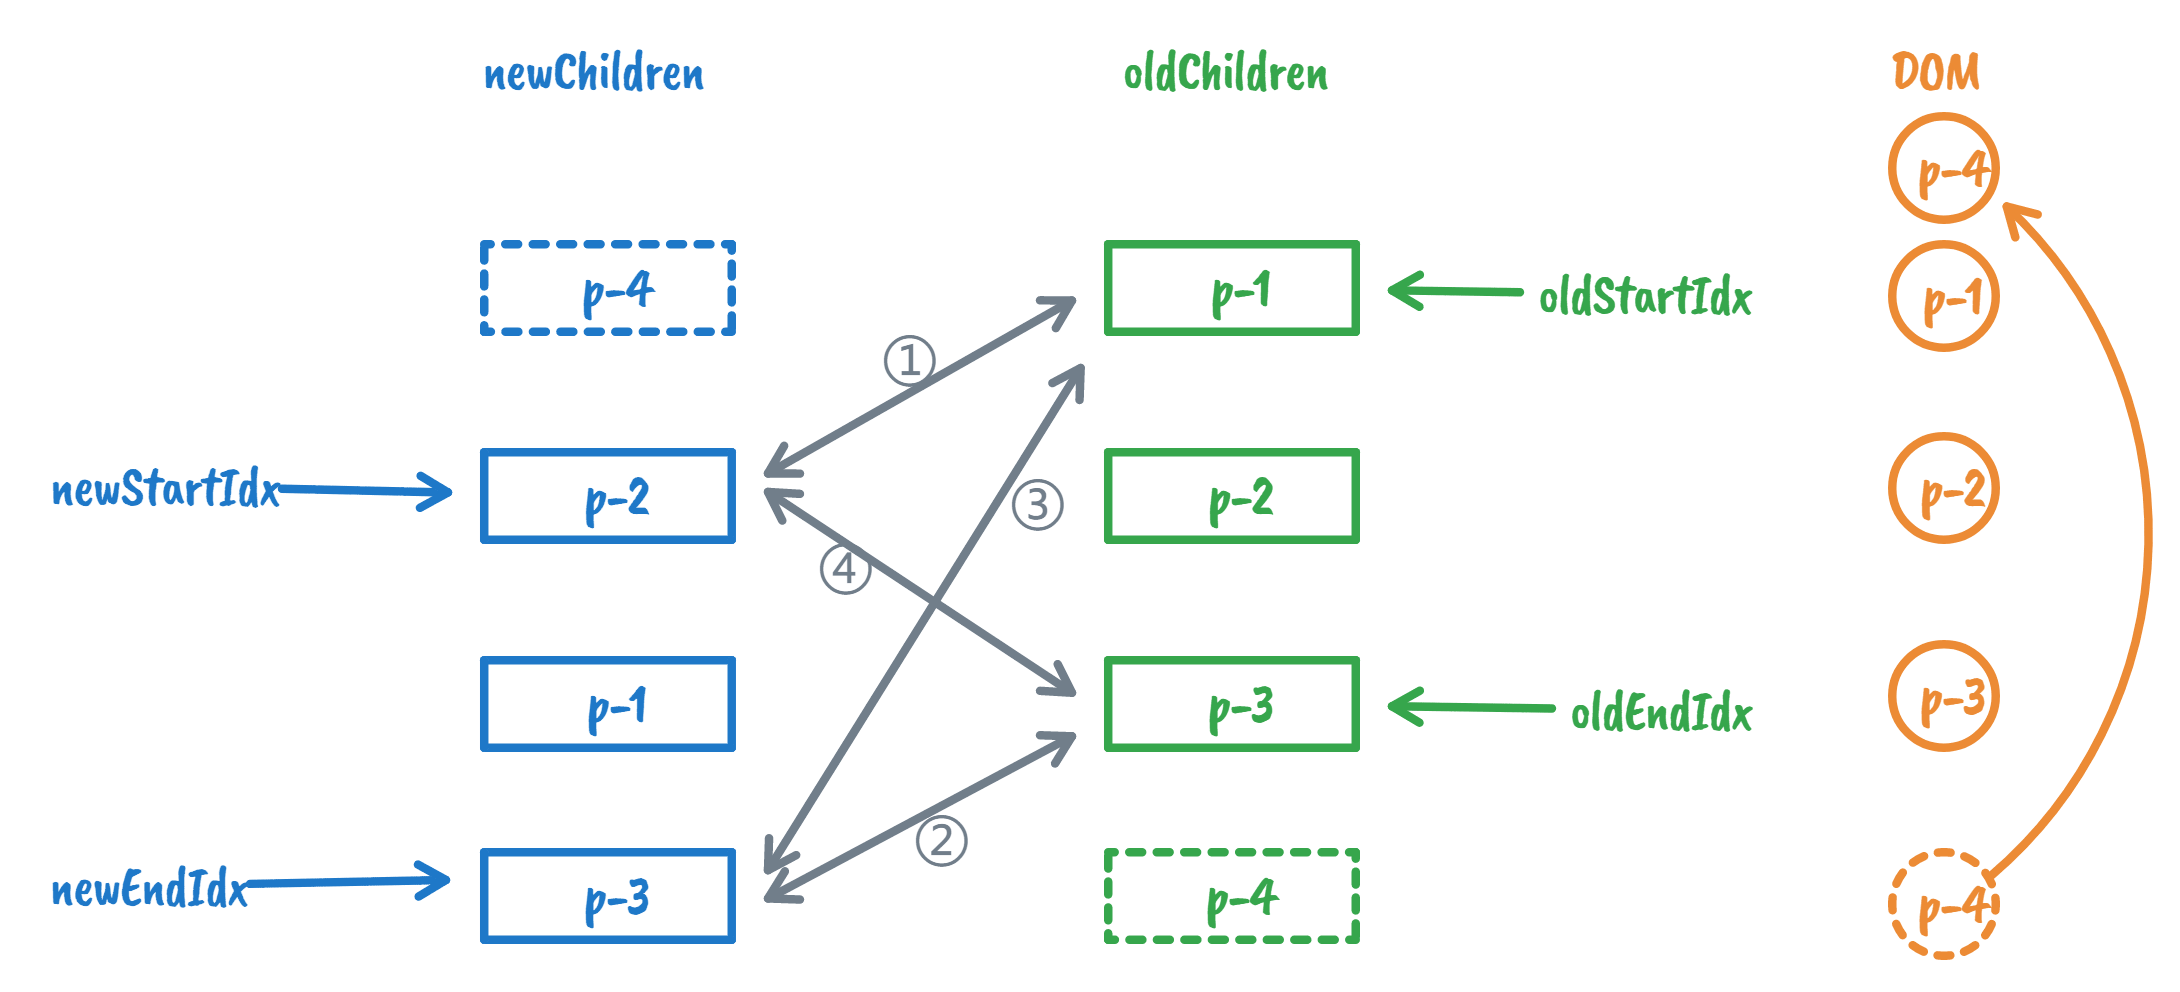 newChildren oldChildren DOM
p-4
p-4 p-1 oldStartIdx p-1
①
newStartIdx p-2 p-2 p-2
③
④
p-1 p-3 oldEndIdx p-3
②
newEndIdx p-3 p-4 p-4